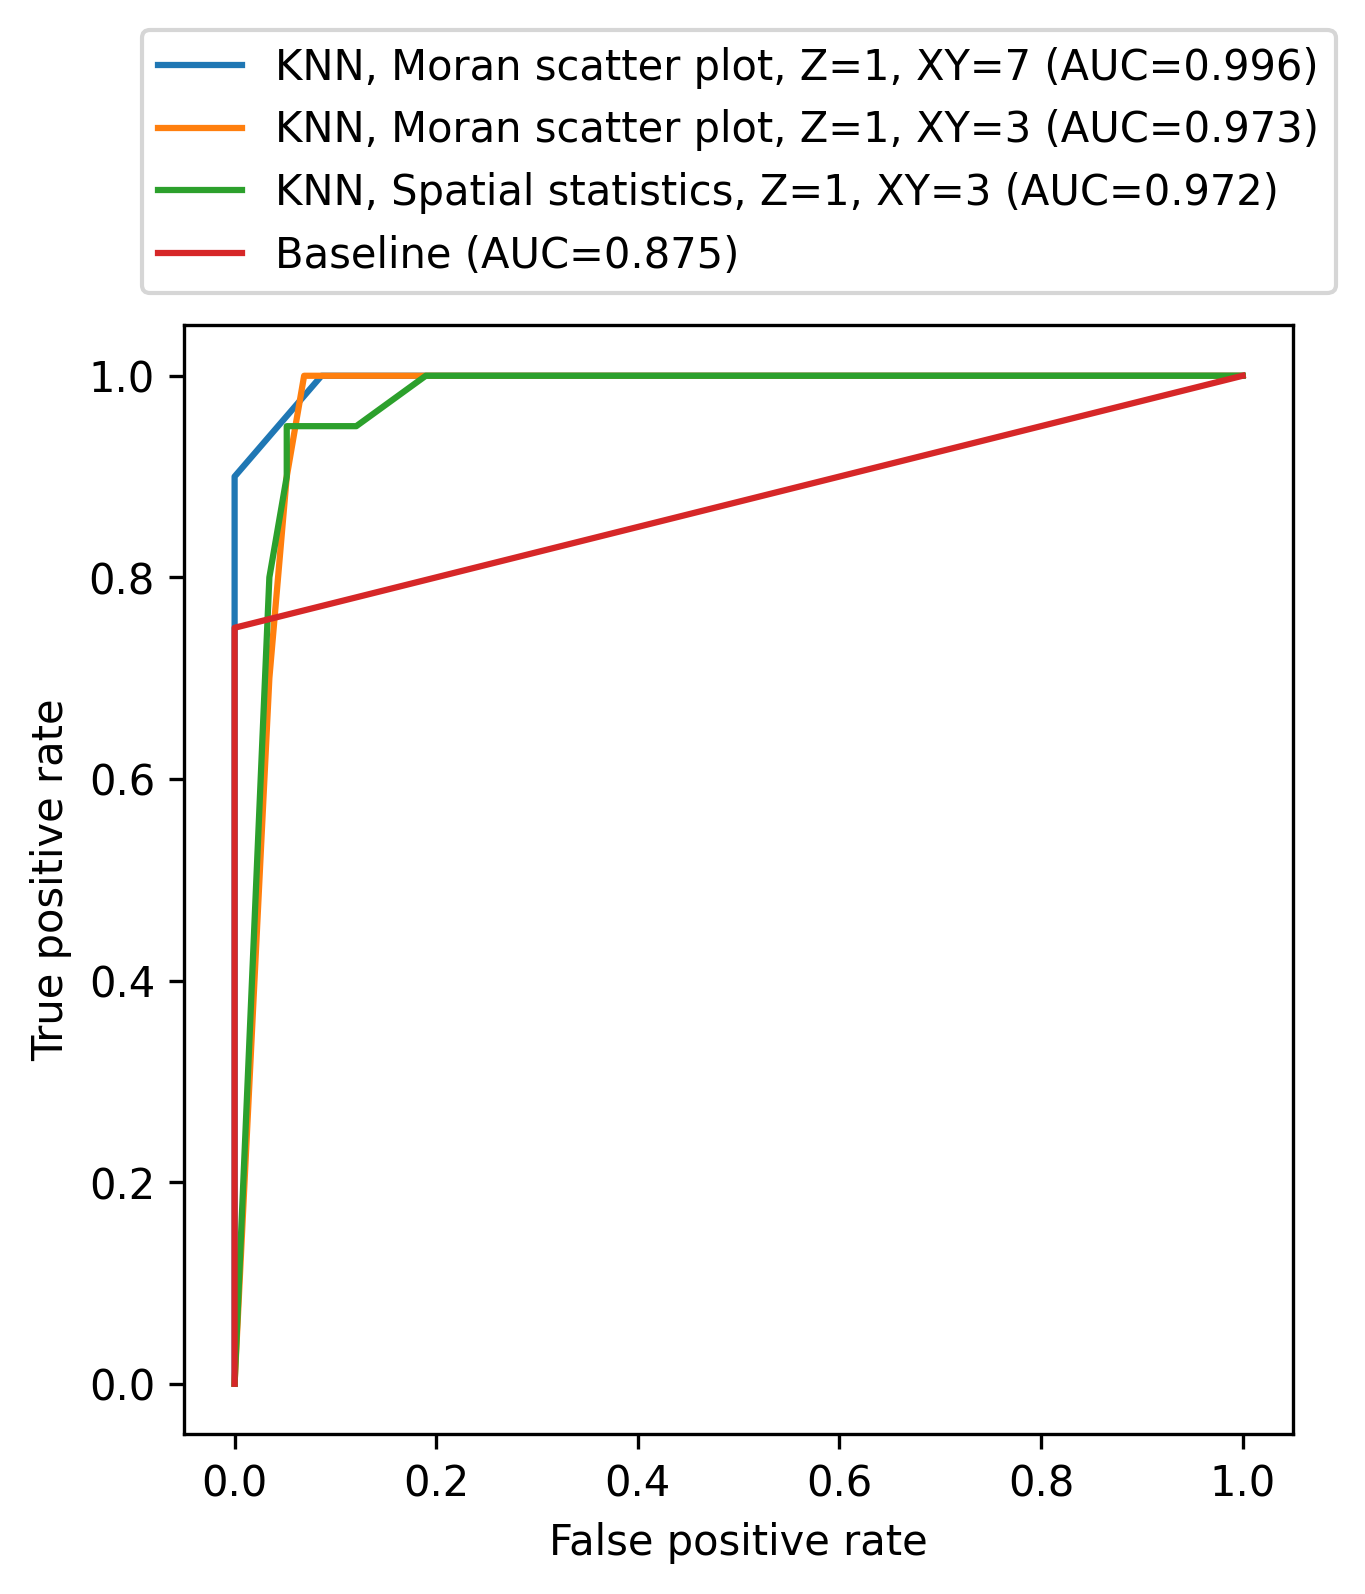 KNN, Moran scatter plot, Z=1, XY=7 (AUC=0.996)
KNN, Moran scatter plot, Z=1, XY=3 (AUC=0.973)
KNN, Spatial statistics, Z=1, XY=3 (AUC=0.972)
Baseline (AUC=0.875)
1.0
0.8
0.6
0.4
0.2
0.0
True positive rate
0.0 0.2 0.4 0.6 0.8 1.0
False positive rate